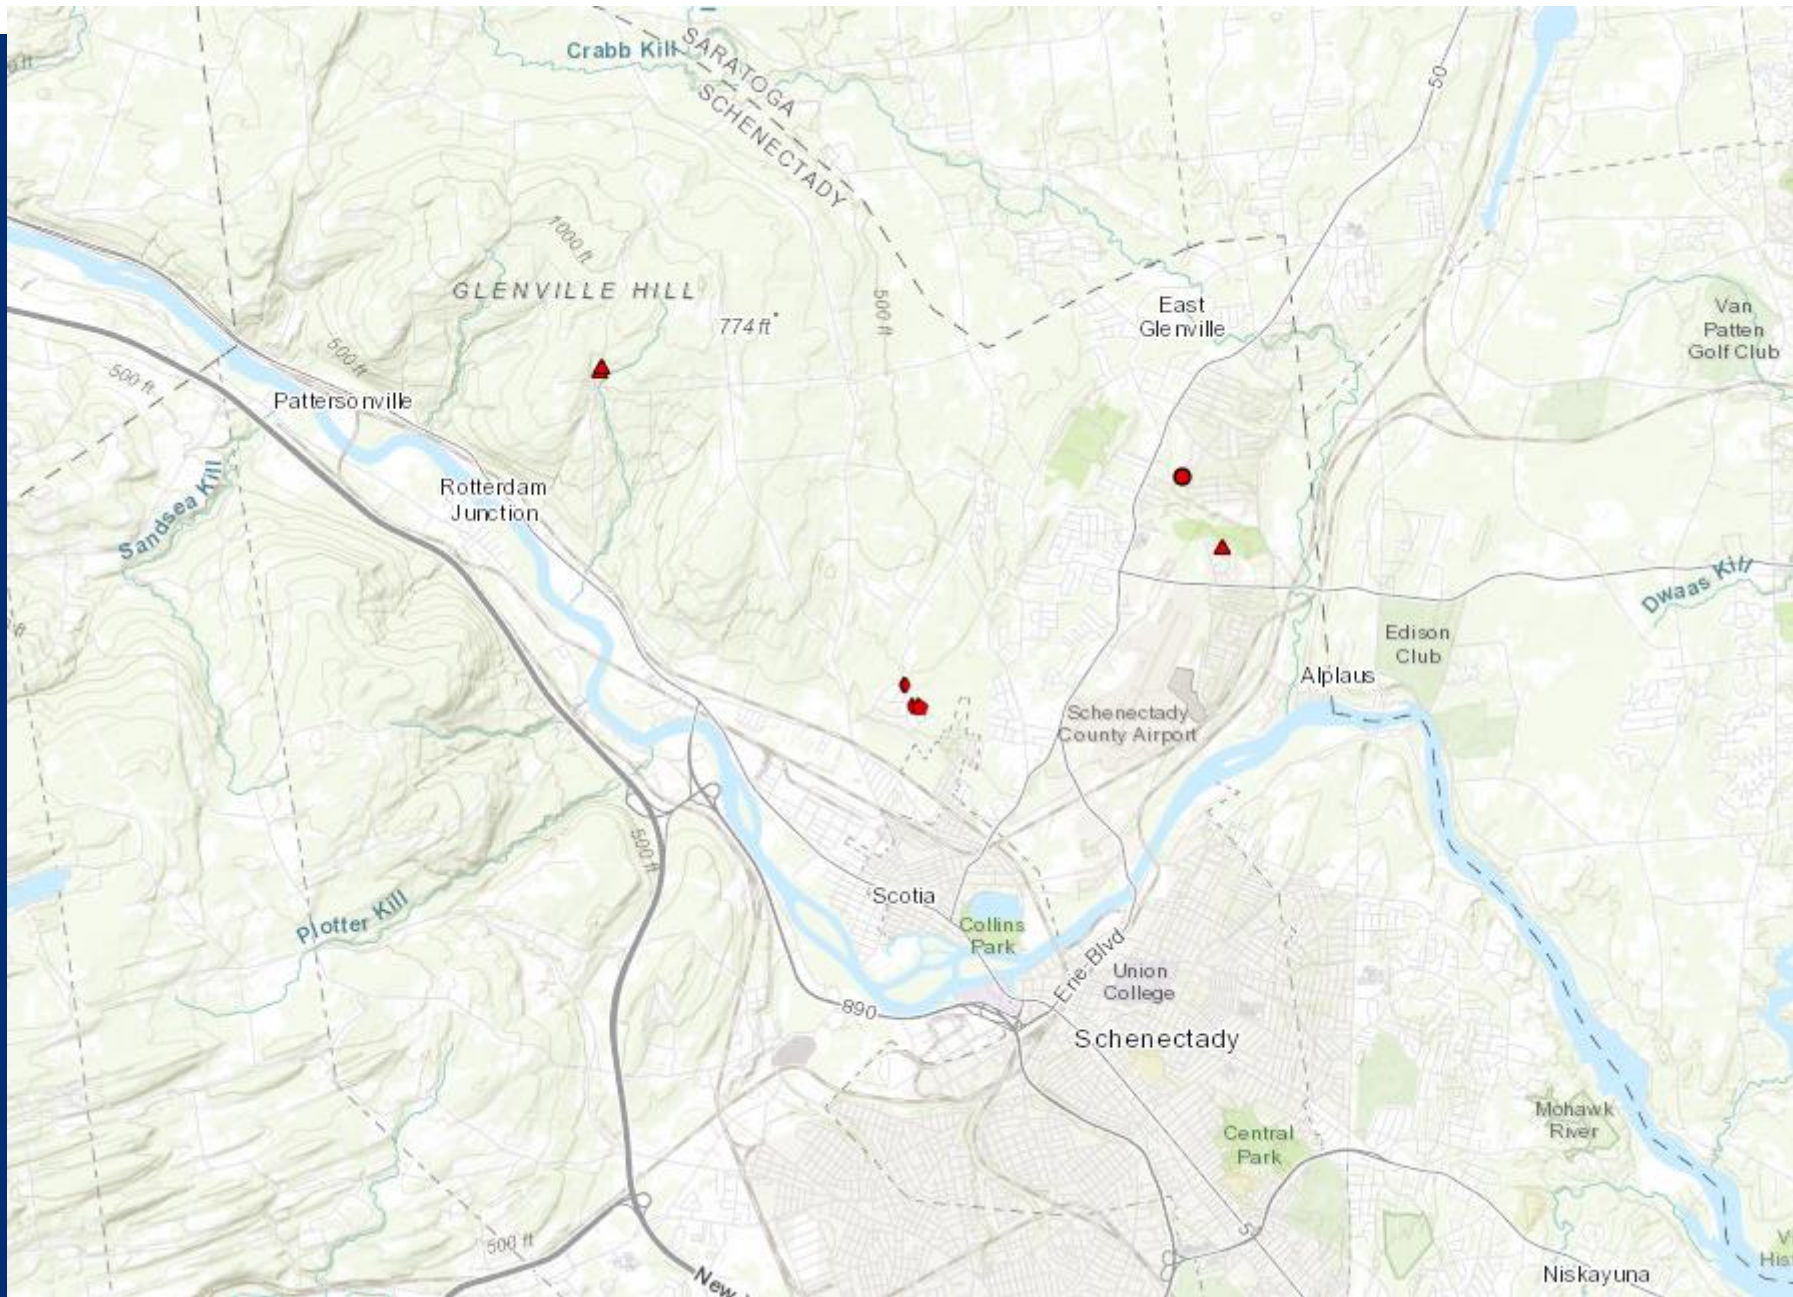 Crabb Kill
SARATOGA
SCHENECTADY
50
1000 ft
GLENVILLE HILL
774 ft
500 ft
East
Glenville
Van
Patten
Golf Club
500 ft
500 ft
Pattersonville
Rotterdam
Junction
Sandsea Kill
Dwaas Kill
Edison
Club
Alplaus
Schenectady
County Airport
500 ft
Scotia
Collins
Park
Plotter Kill
Erie Blvd
Union
College
890
Schenectady
Mohawk
River
Central
Park
5
500 ft
New
Niskayuna